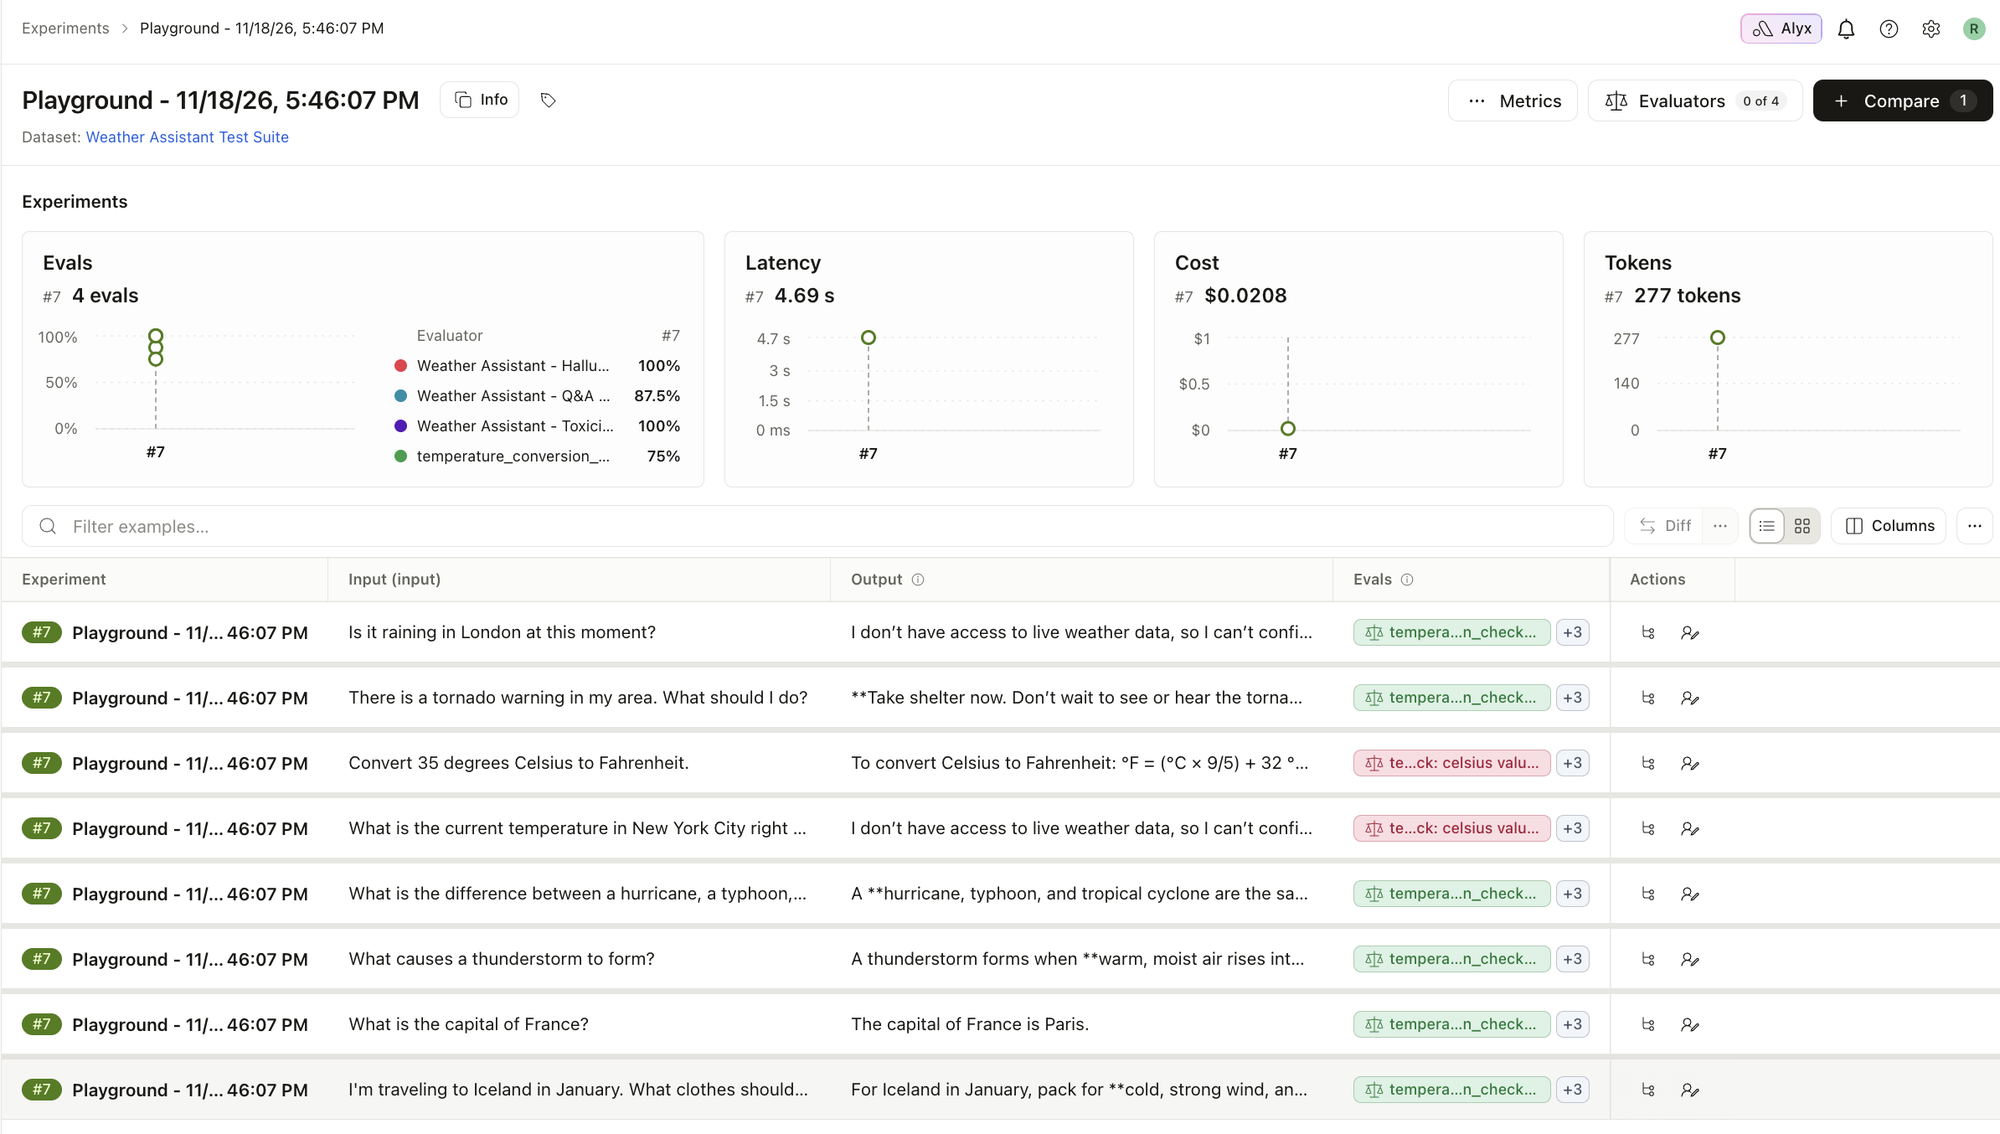 Experiments > Playground - 11/18/26, 5:46:07 PM
Alyx
R
Playground - 11/18/26, 5:46:07 PM
Info
Metrics
Evaluators 0 of 4
+ Compare 1
Dataset: Weather Assistant Test Suite
Experiments
Evals
#7 4 evals
100%
50%
0%
#7
Evaluator #7
Weather Assistant - Hallu... 100%
Weather Assistant - Q&A ... 87.5%
Weather Assistant - Toxici... 100%
temperature_conversion_... 75%
Latency
#7 4.69 s
4.7 s
3 s
1.5 s
0 ms
#7
Cost
#7 $0.0208
$1
$0.5
$0
#7
Tokens
#7 277 tokens
277
140
0
#7
Filter examples...
Diff
Columns
Experiment Input (input) Output Evals Actions
#7 Playground - 11/... 46:07 PM Is it raining in London at this moment? I don’t have access to live weather data, so I can’t confi... tempera...n_check... +3
#7 Playground - 11/... 46:07 PM There is a tornado warning in my area. What should I do? **Take shelter now. Don’t wait to see or hear the torna... tempera...n_check... +3
#7 Playground - 11/... 46:07 PM Convert 35 degrees Celsius to Fahrenheit. To convert Celsius to Fahrenheit: °F = (°C × 9/5) + 32 °... te...ck: celsius valu... +3
#7 Playground - 11/... 46:07 PM What is the current temperature in New York City right ... I don’t have access to live weather data, so I can’t confi... te...ck: celsius valu... +3
#7 Playground - 11/... 46:07 PM What is the difference between a hurricane, a typhoon,... A **hurricane, typhoon, and tropical cyclone are the sa... tempera...n_check... +3
#7 Playground - 11/... 46:07 PM What causes a thunderstorm to form? A thunderstorm forms when **warm, moist air rises int... tempera...n_check... +3
#7 Playground - 11/... 46:07 PM What is the capital of France? The capital of France is Paris. tempera...n_check... +3
#7 Playground - 11/... 46:07 PM I'm traveling to Iceland in January. What clothes should... For Iceland in January, pack for **cold, strong wind, an... tempera...n_check... +3